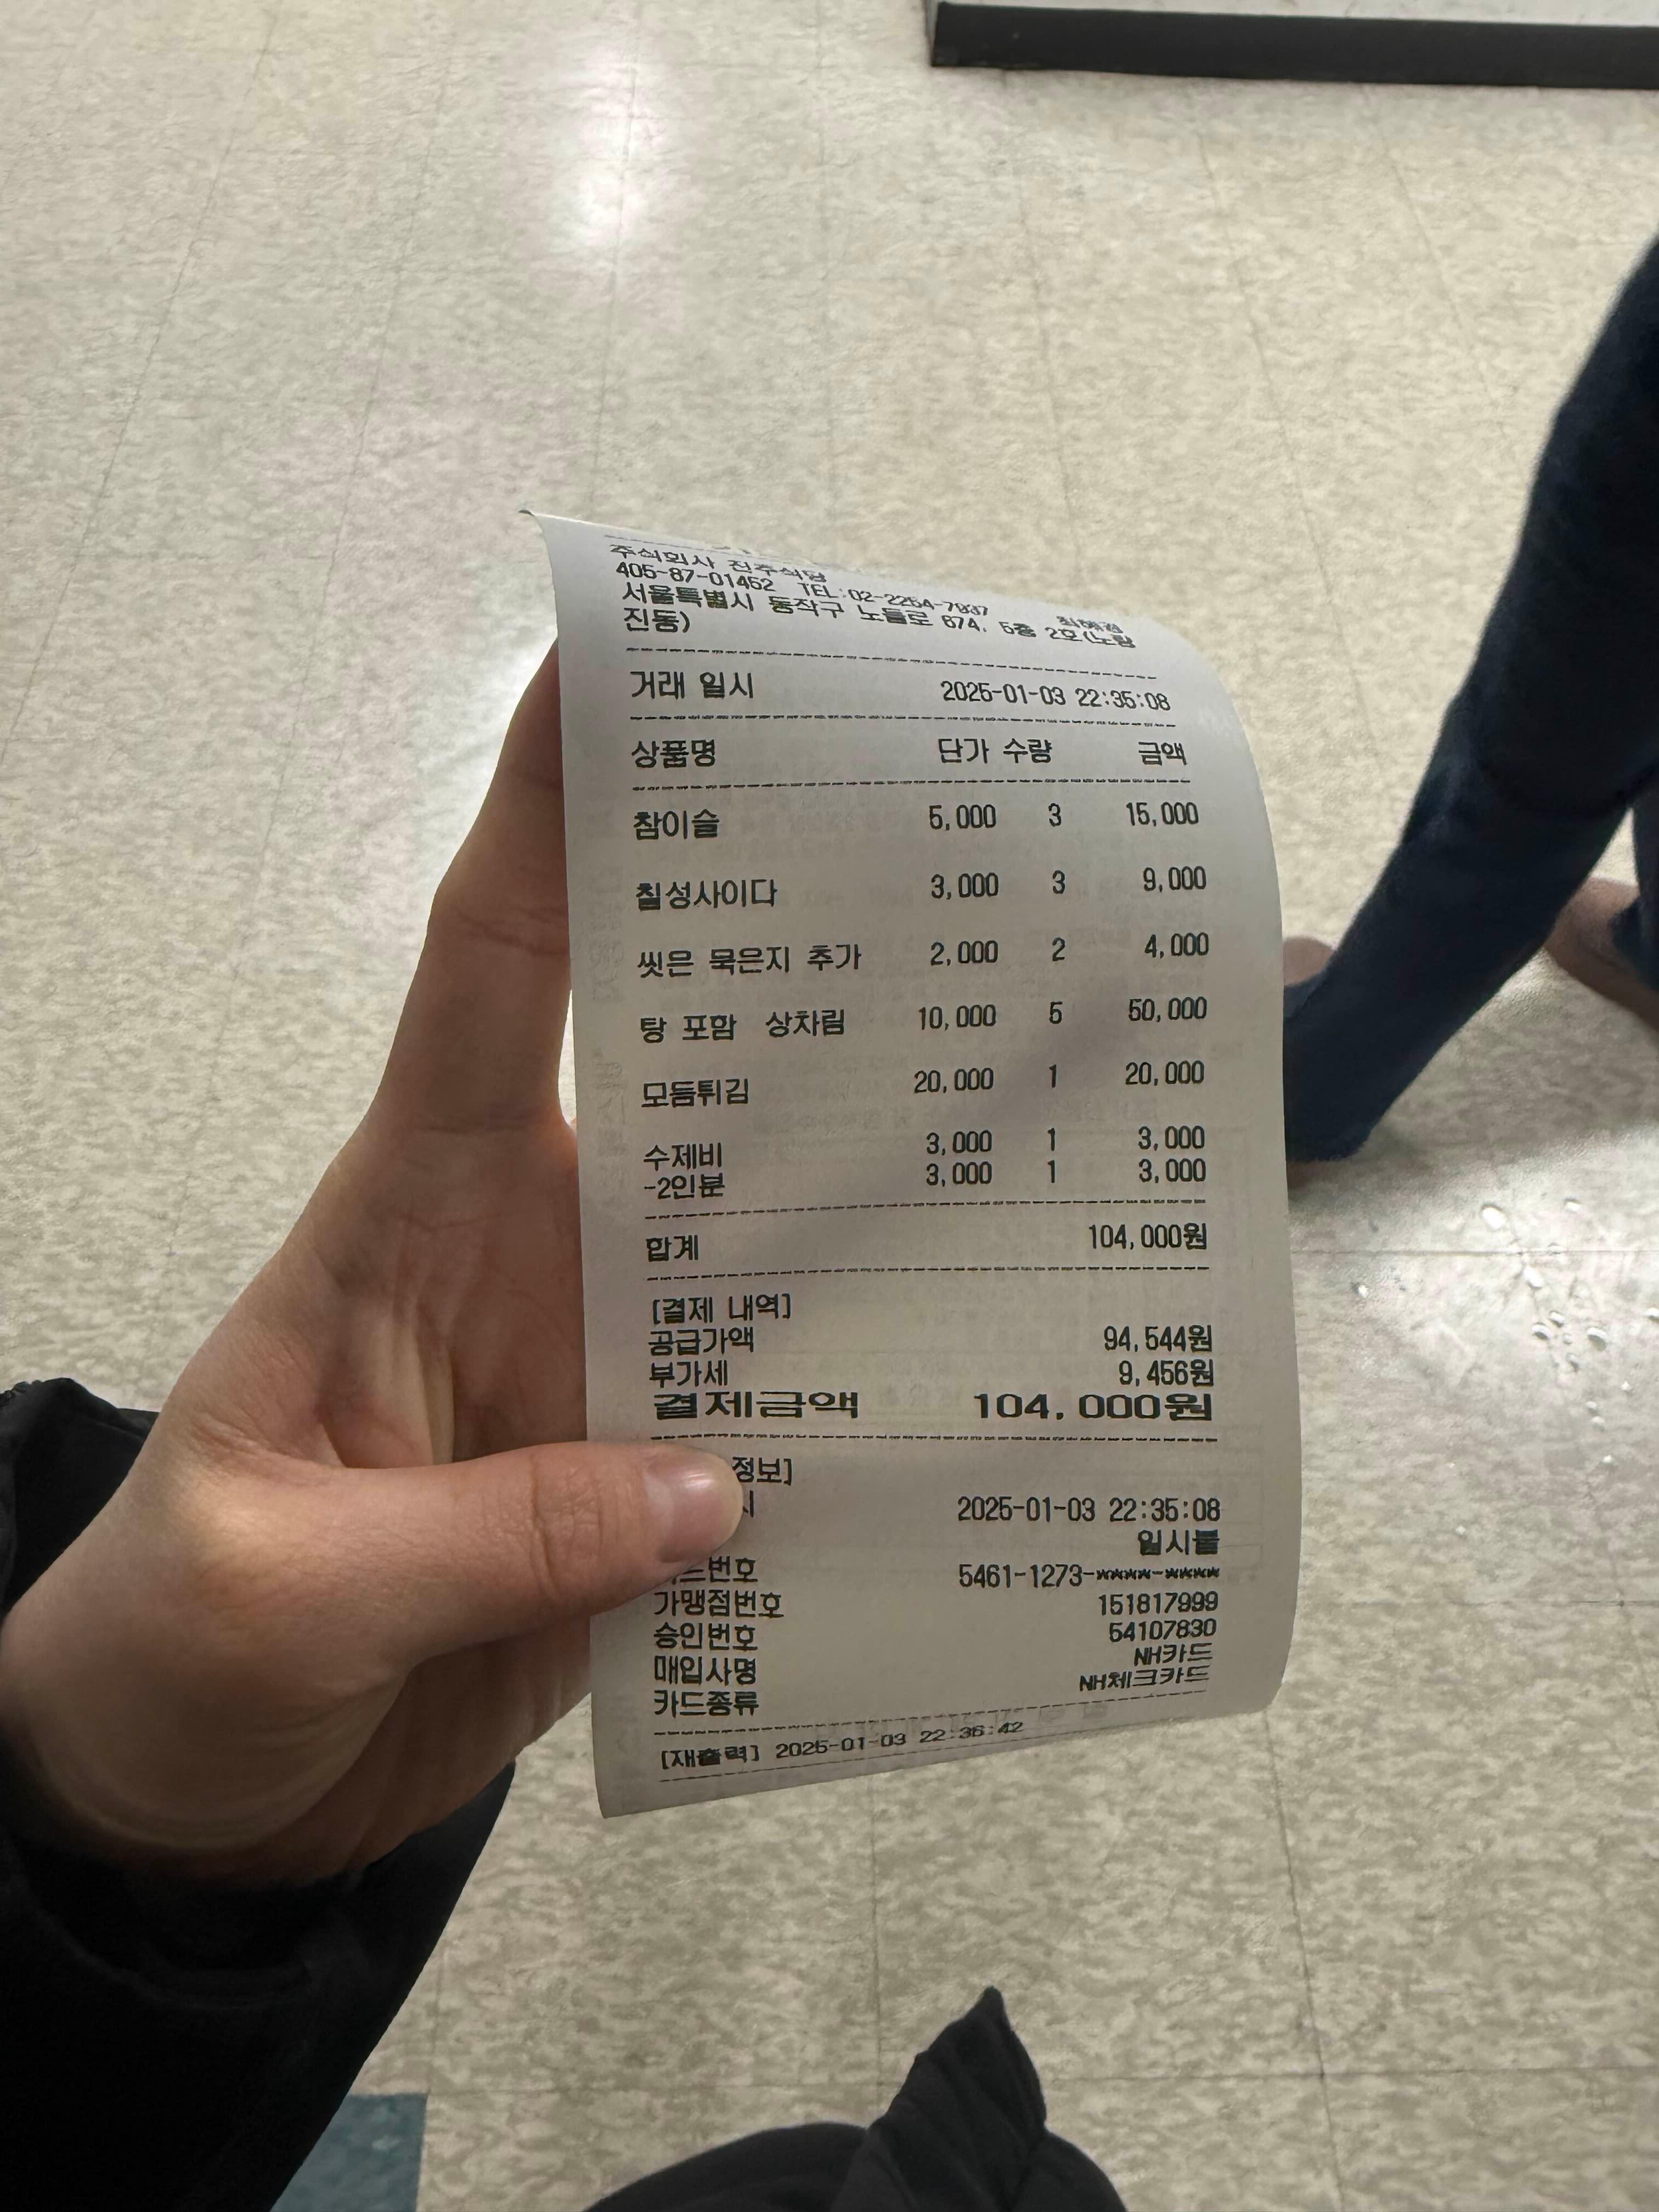 주식회사 전주식당
405-87-01452 TEL:02-2254-7937
서울특별시 동작구 노들로 674, 5층 2호(노량
진동)
거래 일시 2025-01-03 22:35:08
상품명 단가 수량 금액
참이슬 5,000 3 15,000
칠성사이다 3,000 3 9,000
씻은 묵은지 추가 2,000 2 4,000
탕 포함 상차림 10,000 5 50,000
모듬튀김 20,000 1 20,000
수제비 3,000 1 3,000
-2인분 3,000 1 3,000
합계 104,000원
[결제 내역]
공급가액 94,544원
부가세 9,456원
결제금액 104,000원
정보]
시 2025-01-03 22:35:08
일시불
드번호 5461-1273-****-****
가맹점번호 151817999
승인번호 54107830
매입사명 NH카드
카드종류 NH체크카드
[재출력] 2025-01-03 22:36:42